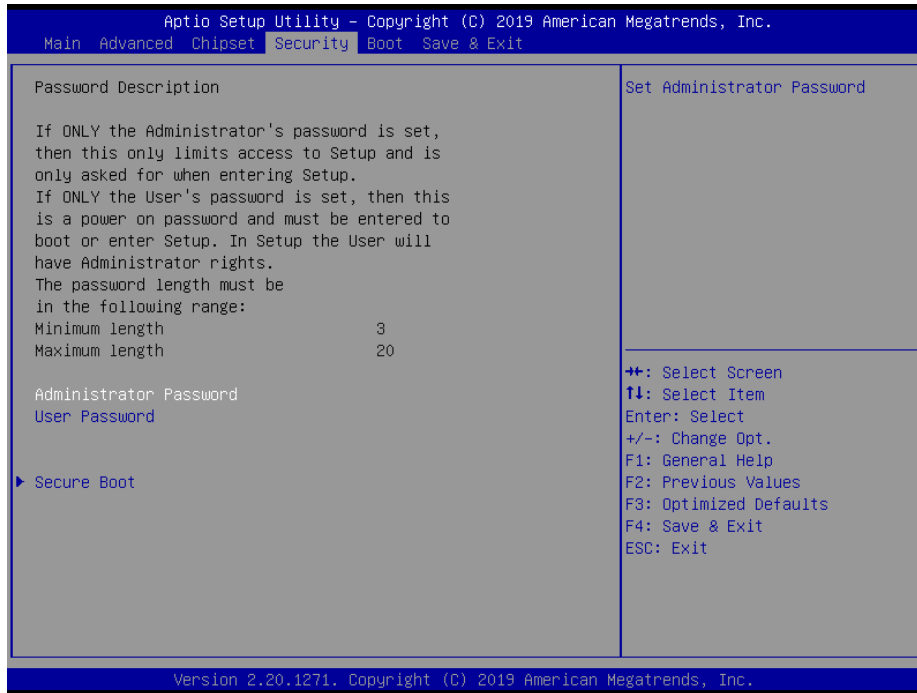 Aptio Setup Utility – Copyright (C) 2019 American Megatrends, Inc.
Main Advanced Chipset Security Boot Save & Exit
Password Description
If ONLY the Administrator's password is set,
then this only limits access to Setup and is
only asked for when entering Setup.
If ONLY the User's password is set, then this
is a power on password and must be entered to
boot or enter Setup. In Setup the User will
have Administrator rights.
The password length must be
in the following range:
Minimum length 3
Maximum length 20
Administrator Password
User Password
Secure Boot
Set Administrator Password
→←: Select Screen
↑↓: Select Item
Enter: Select
+/-: Change Opt.
F1: General Help
F2: Previous Values
F3: Optimized Defaults
F4: Save & Exit
ESC: Exit
Version 2.20.1271. Copyright (C) 2019 American Megatrends, Inc.